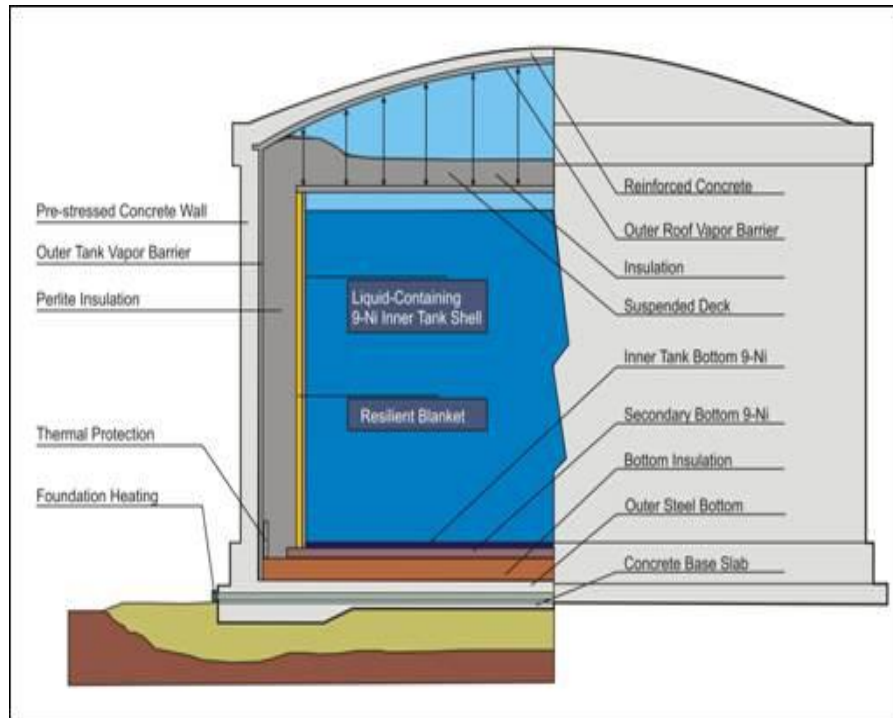 Pre-stressed Concrete Wall
Outer Tank Vapor Barrier
Perlite Insulation
Thermal Protection
Foundation Heating
Liquid-Containing
9-Ni Inner Tank Shell
Resilient Blanket
Reinforced Concrete
Outer Roof Vapor Barrier
Insulation
Suspended Deck
Inner Tank Bottom 9-Ni
Secondary Bottom 9-Ni
Bottom Insulation
Outer Steel Bottom
Concrete Base Slab